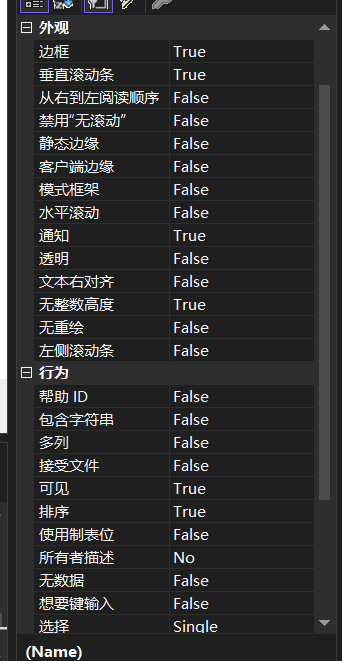 外观
边框 True
垂直滚动条 True
从右到左阅读顺序 False
禁用“无滚动” False
静态边缘 False
客户端边缘 False
模式框架 False
水平滚动 False
通知 True
透明 False
文本右对齐 False
无整数高度 True
无重绘 False
左侧滚动条 False
行为
帮助 ID False
包含字符串 False
多列 False
接受文件 False
可见 True
排序 True
使用制表位 False
所有者描述 No
无数据 False
想要键输入 False
选择 Single
(Name)